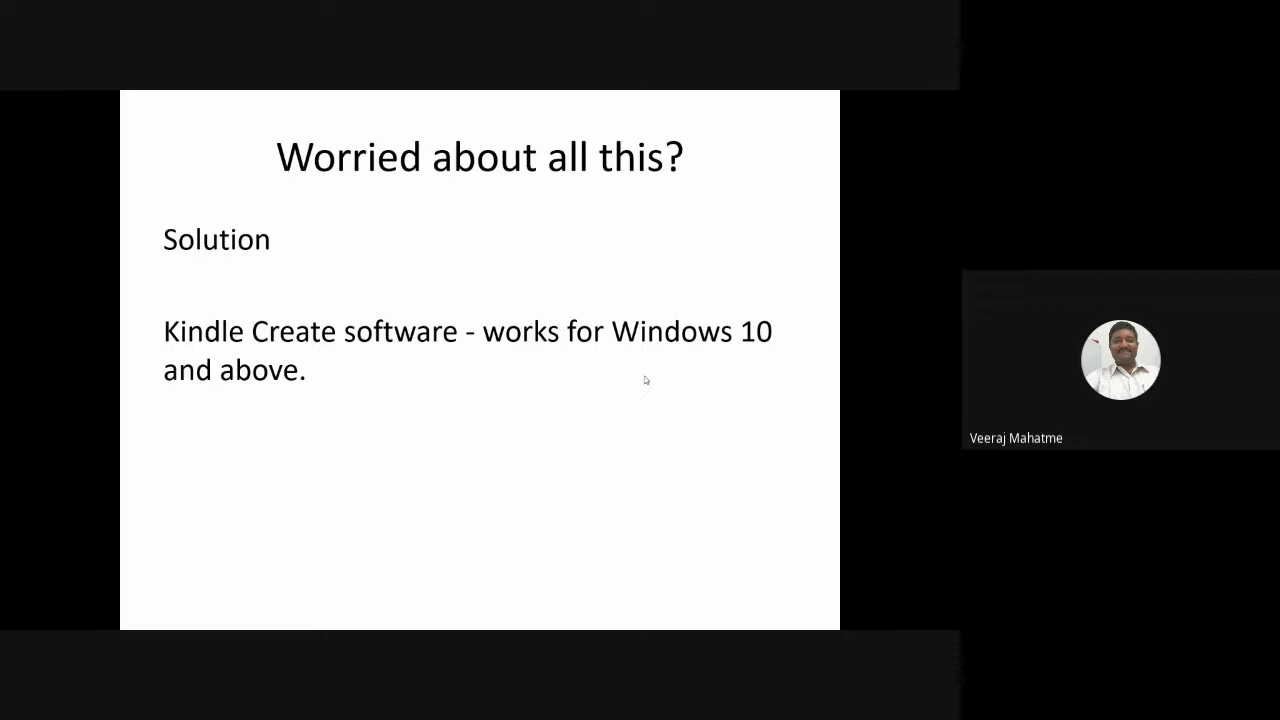 Worried about all this?
Solution
Kindle Create software - works for Windows 10
and above.
Veeraj Mahatme